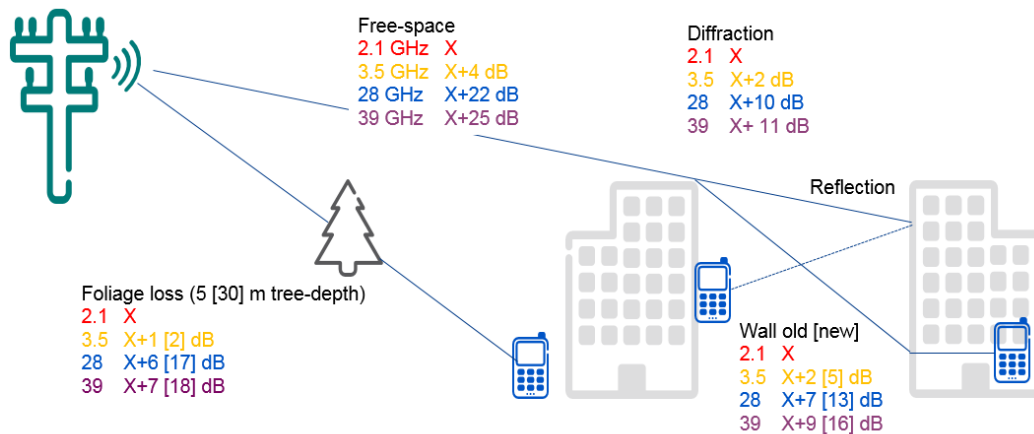 Free-space
2.1 GHz X
3.5 GHz X+4 dB
28 GHz X+22 dB
39 GHz X+25 dB
Diffraction
2.1 X
3.5 X+2 dB
28 X+10 dB
39 X+ 11 dB
Reflection
Foliage loss (5 [30] m tree-depth)
2.1 X
3.5 X+1 [2] dB
28 X+6 [17] dB
39 X+7 [18] dB
Wall old [new]
2.1 X
3.5 X+2 [5] dB
28 X+7 [13] dB
39 X+9 [16] dB